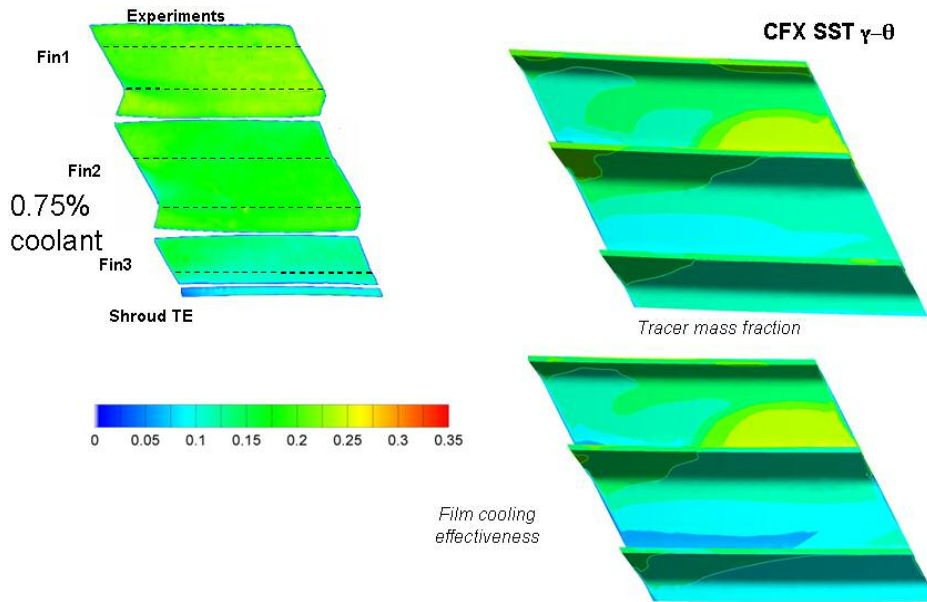 Experiments
CFX SST γ–θ
Fin1
Fin2
0.75%
coolant
Fin3
Shroud TE
Tracer mass fraction
0 0.05 0.1 0.15 0.2 0.25 0.3 0.35
Film cooling
effectiveness